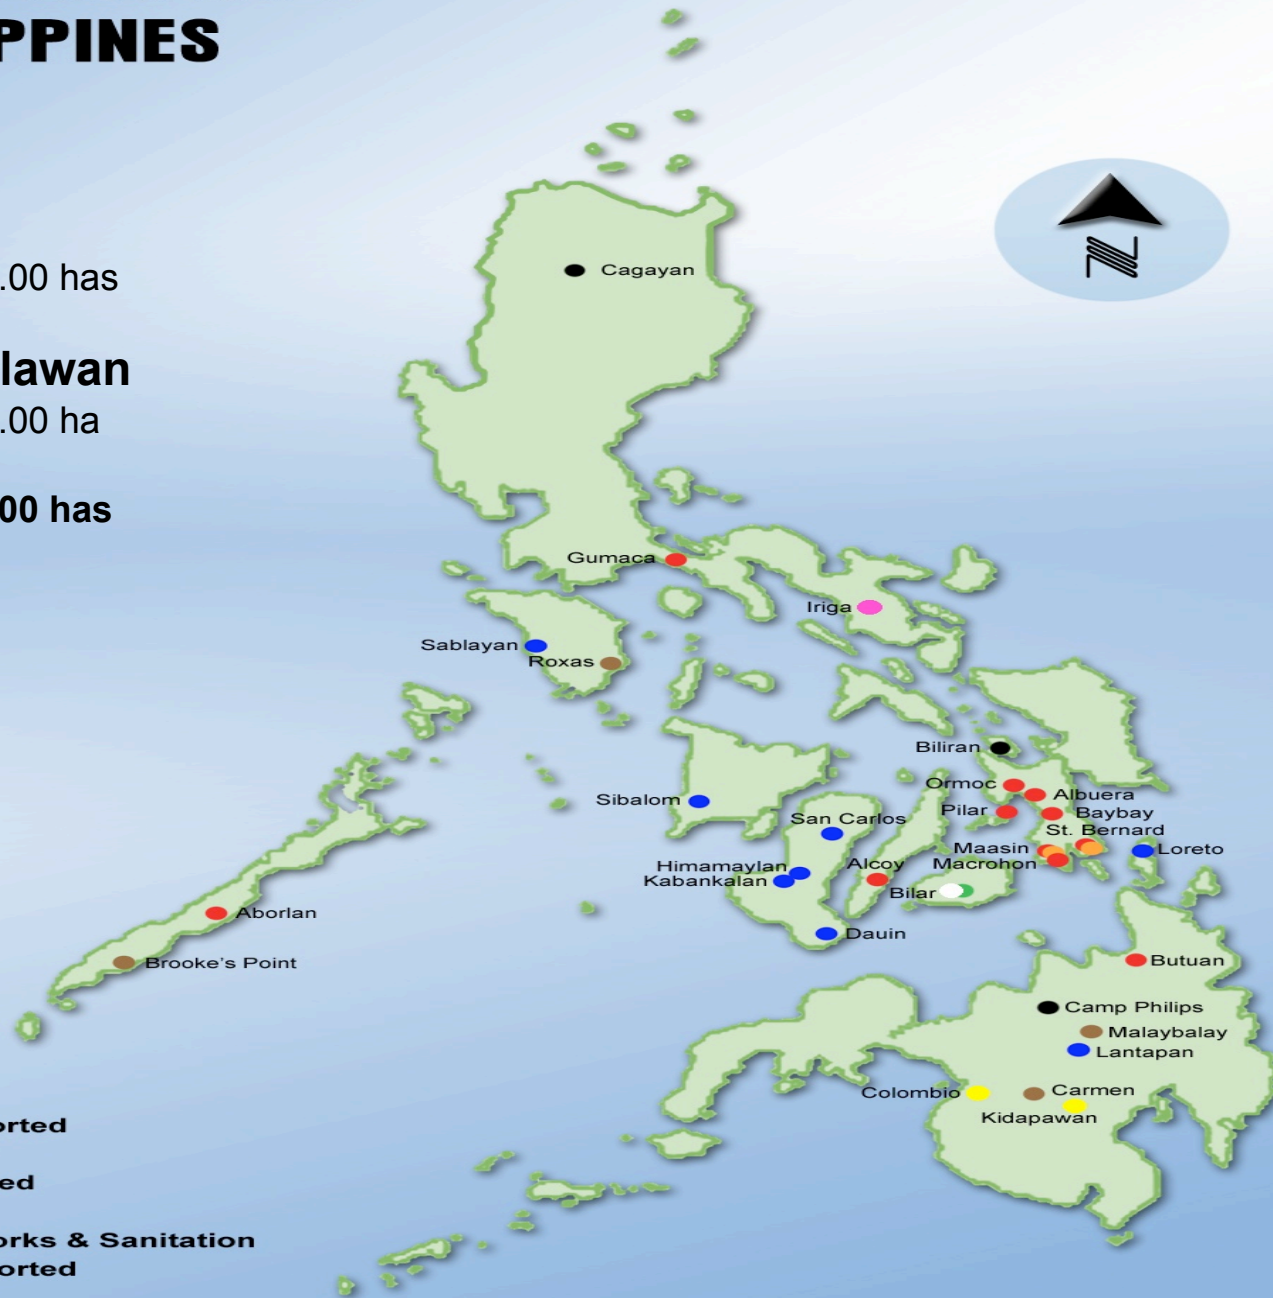 PPINES
.00 has
lawan
.00 ha
00 has
Cagayan
Gumaca
Iriga
Sablayan
Roxas
Biliran
Ormoc
Albuera
Sibalom
Pilar
Baybay
San Carlos
St. Bernard
Maasin
Loreto
Himamaylan
Alcoy
Macrohon
Kabankalan
Bilar
Aborlan
Dauin
Brooke's Point
Butuan
Camp Philips
Malaybalay
Lantapan
Colombio
Carmen
Kidapawan
orted
ed
orks & Sanitation
orted